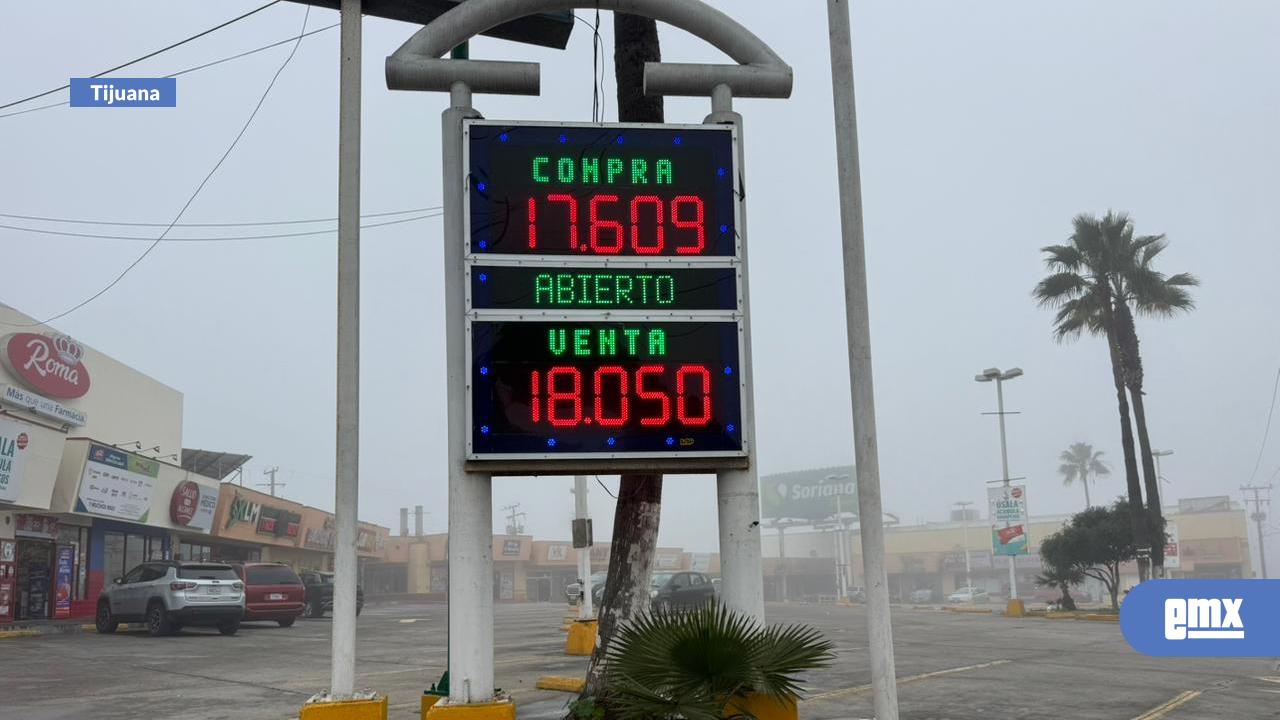 Tijuana
COMPRA
17.609
ABIERTO
VENTA
18.050
Roma
Más que una Farmacia
Soriana
emx